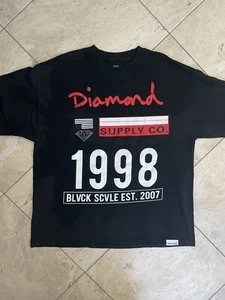 Diamond
SUPPLY CO.
1998
BLVCK SCVLE EST. 2007